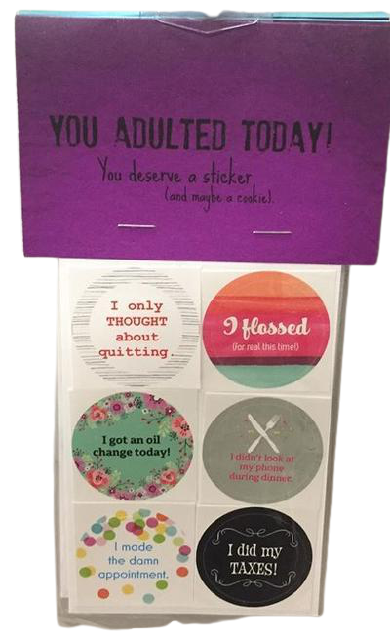 YOU ADULTED TODAY!
You deserve a sticker
(and maybe a cookie).
I only
THOUGHT
about
quitting.
I flossed
(for real this time!)
I got an oil
change today!
I didn't look at
my phone
during dinner.
I made
the damn
appointment.
I did my
TAXES!